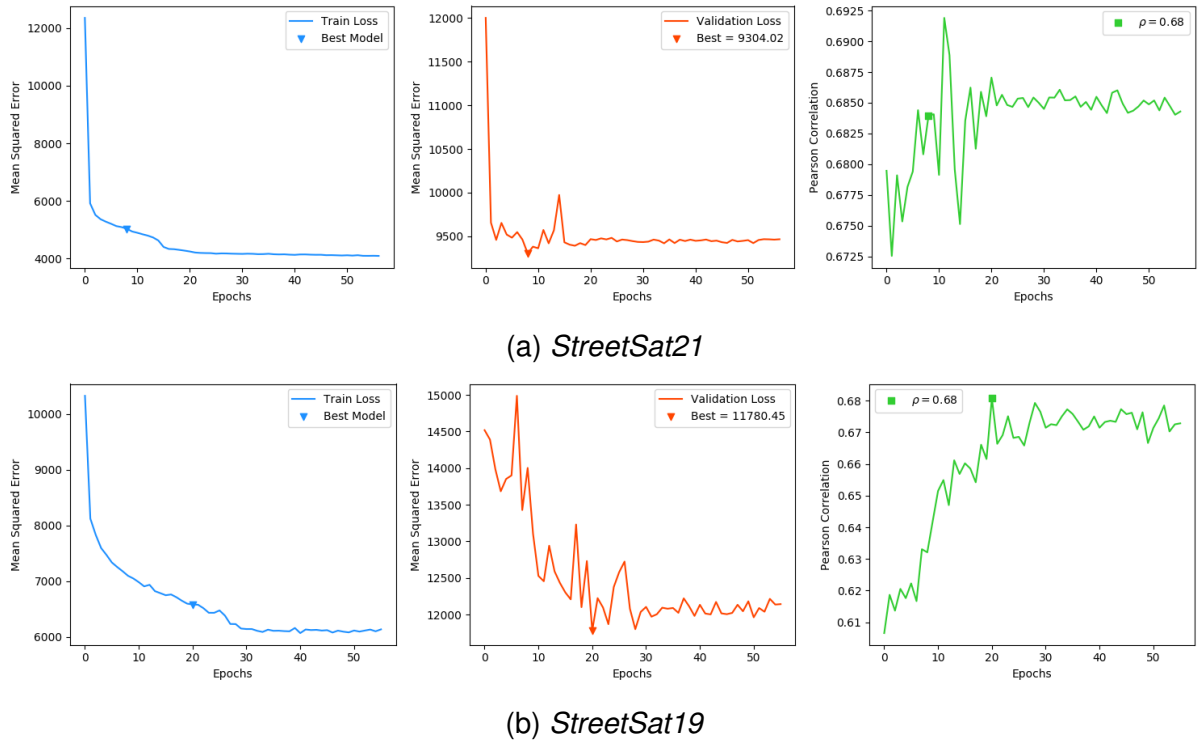 Train Loss
Best Model
12000
10000
8000
6000
4000
Mean Squared Error
0 10 20 30 40 50
Epochs
Validation Loss
Best = 9304.02
12000
11500
11000
10500
10000
9500
Mean Squared Error
0 10 20 30 40 50
Epochs
ρ = 0.68
0.6925
0.6900
0.6875
0.6850
0.6825
0.6800
0.6775
0.6750
0.6725
Pearson Correlation
0 10 20 30 40 50
Epochs
(a) StreetSat21
Train Loss
Best Model
10000
9000
8000
7000
6000
Mean Squared Error
0 10 20 30 40 50
Epochs
Validation Loss
Best = 11780.45
15000
14500
14000
13500
13000
12500
12000
Mean Squared Error
0 10 20 30 40 50
Epochs
ρ = 0.68
0.68
0.67
0.66
0.65
0.64
0.63
0.62
0.61
Pearson Correlation
0 10 20 30 40 50
Epochs
(b) StreetSat19